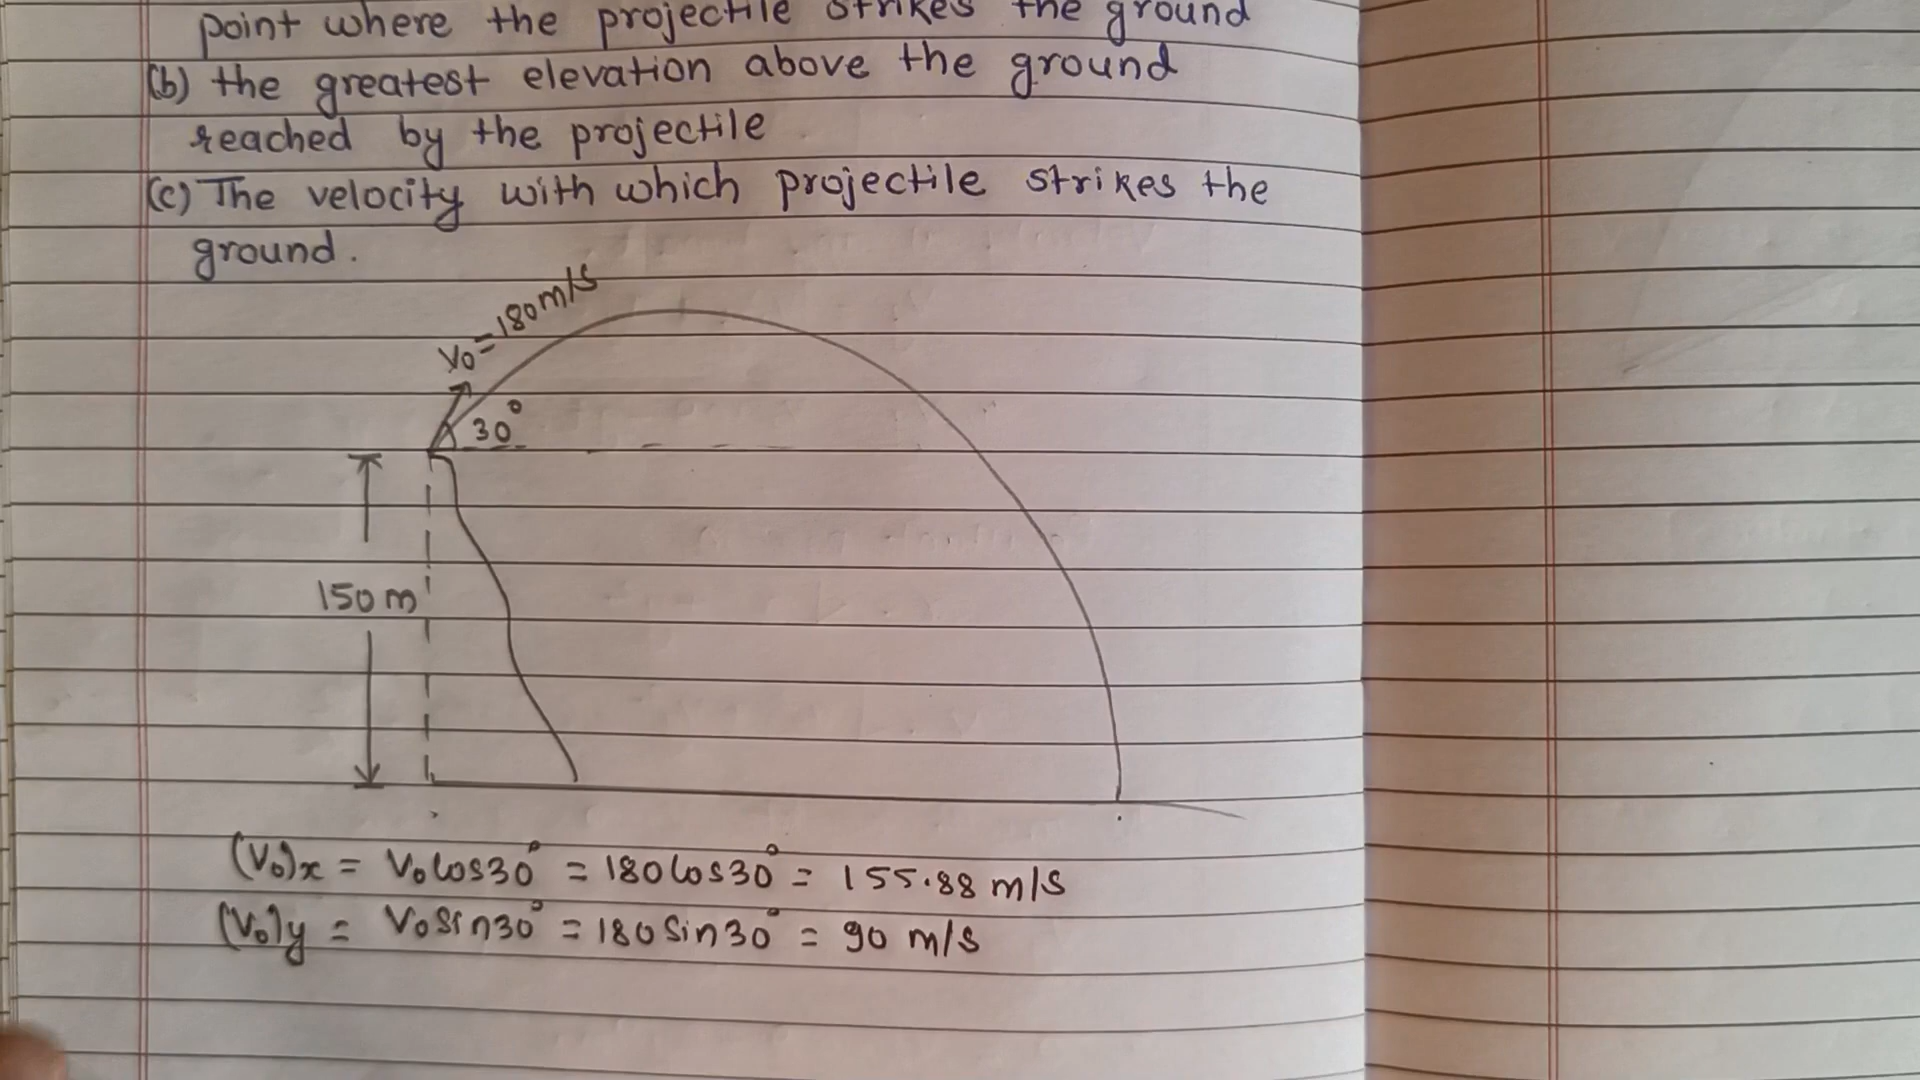 point where the projectile strikes the ground
(b) the greatest elevation above the ground
reached by the projectile
(c) The velocity with which projectile strikes the
ground.
V₀ = 180 m/s
30°
150 m
(V₀)x = V₀ Cos30° = 180 Cos30° = 155.88 m/s
(V₀)y = V₀ Sin30° = 180 Sin30° = 90 m/s